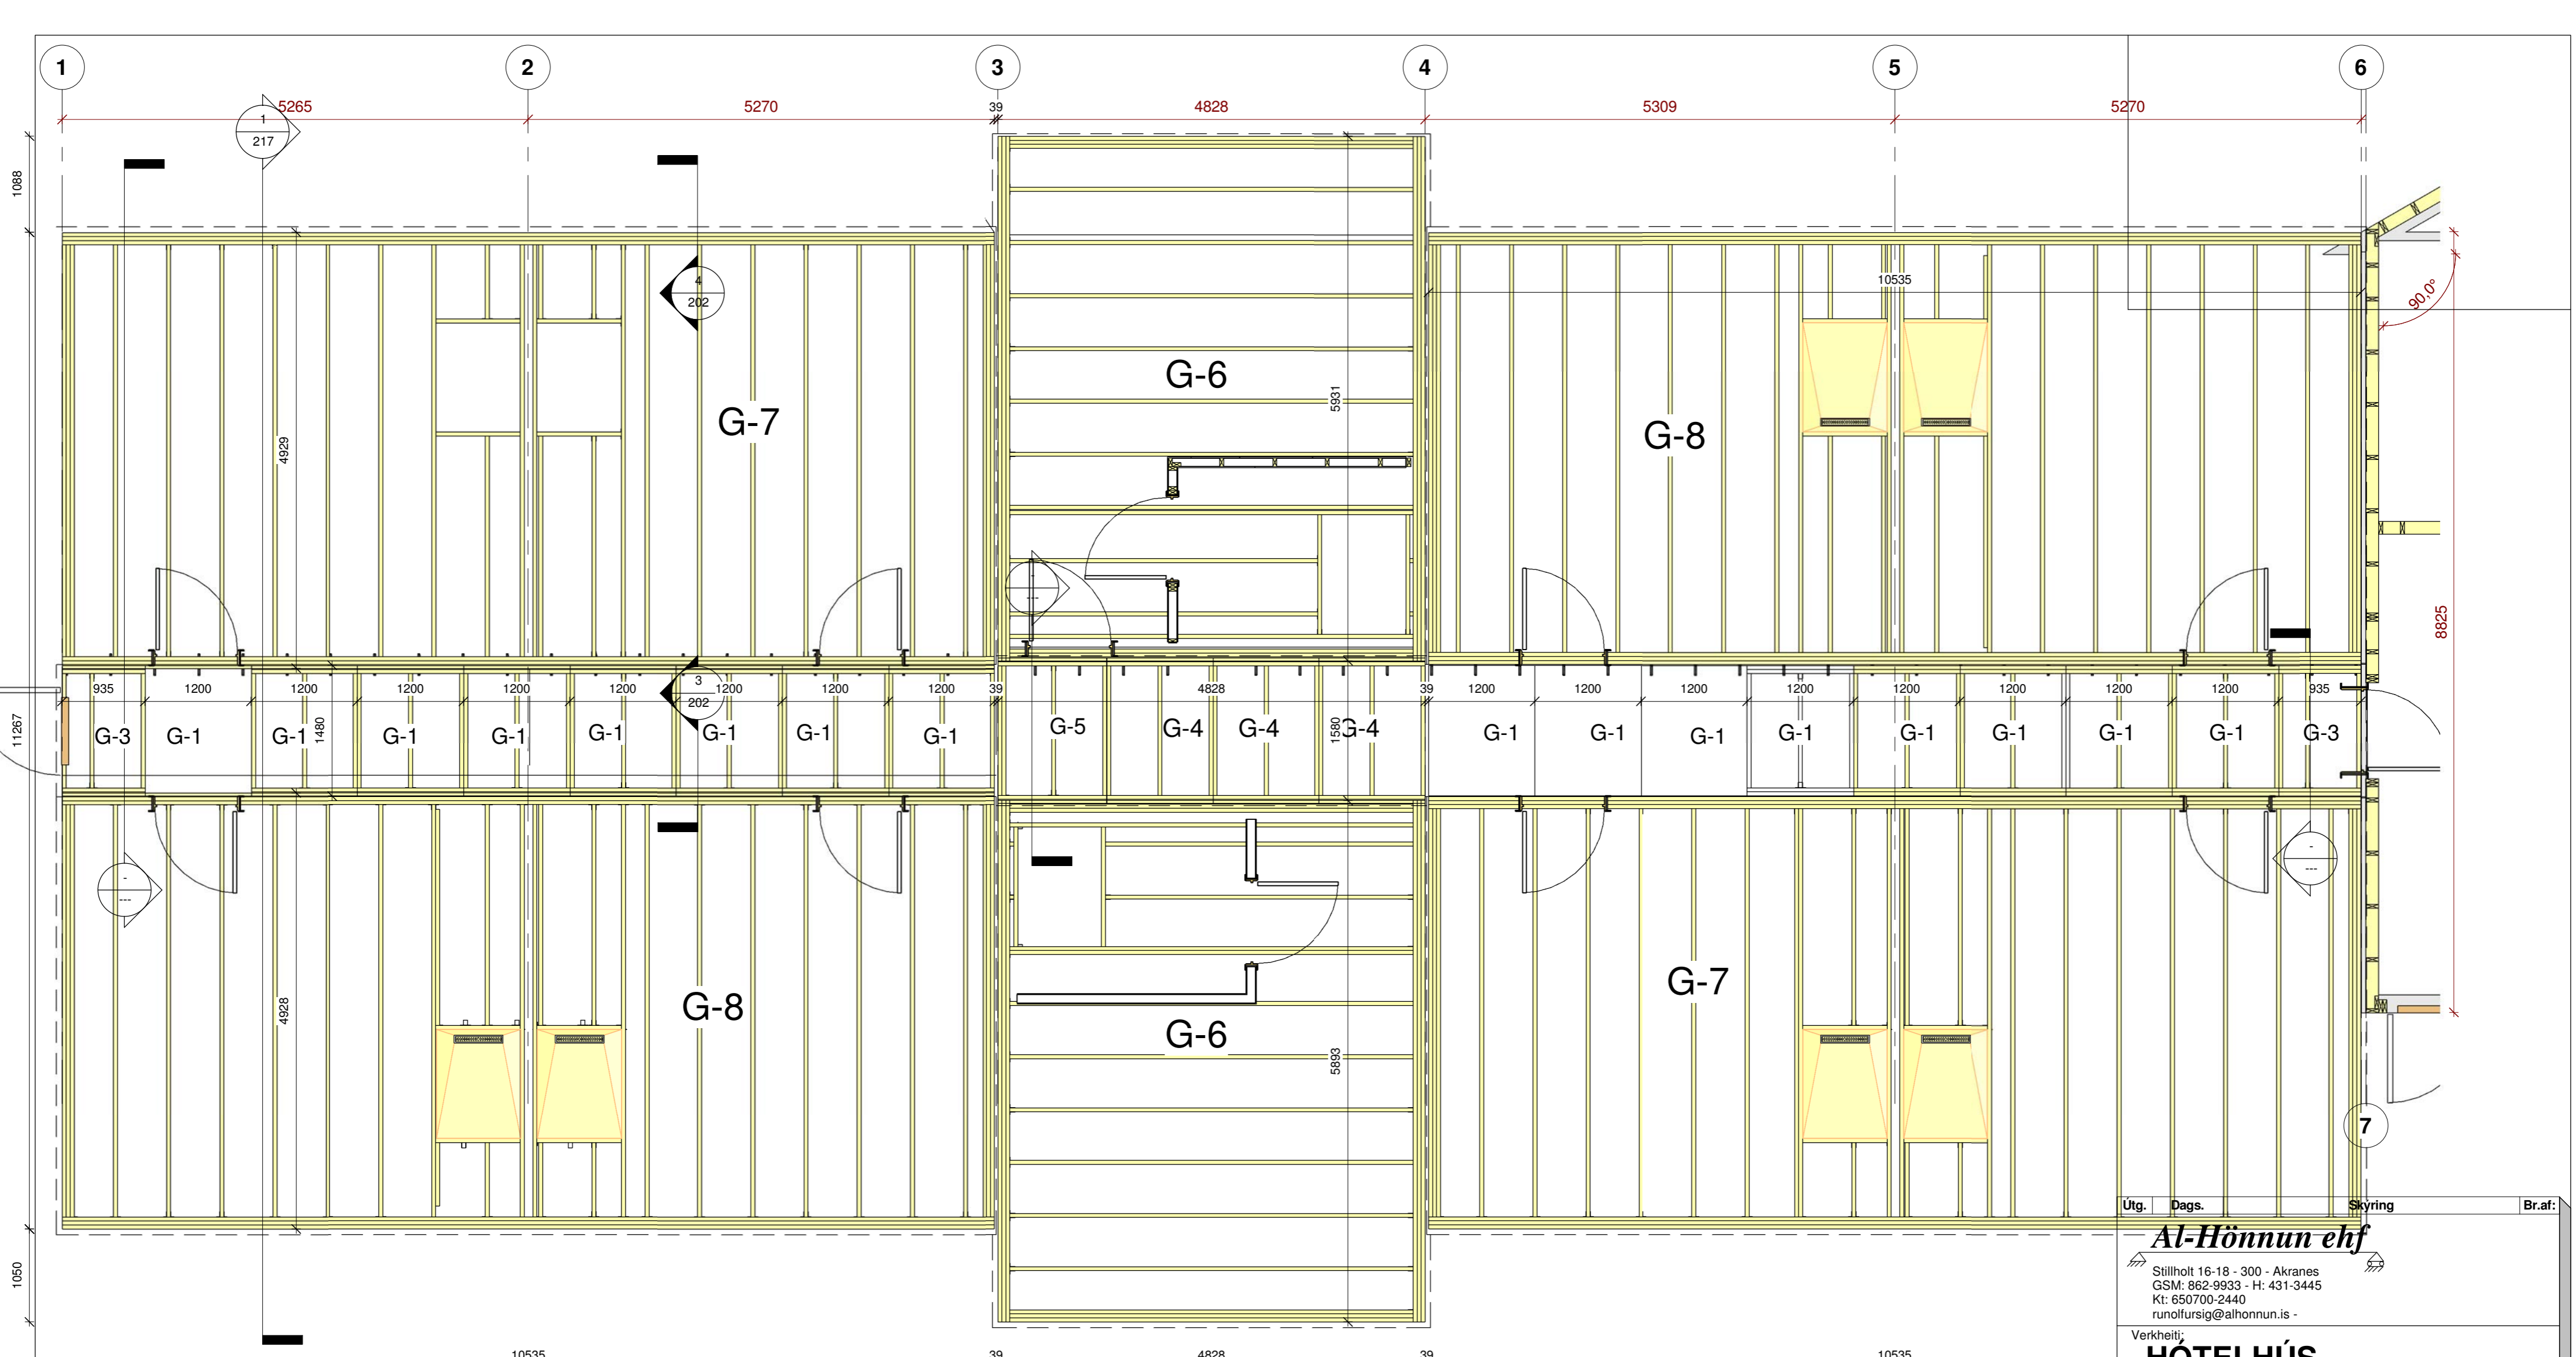 1 2 3 4 5 6
5265 5270 39 4828 5309 5270
1
217
1088
4
202
10535
90,0°
G-7 G-6 G-8
4929 5931
8825
-
---
935 1200 1200 1200 1200 1200 1200 1200 1200 39 4828 39 1200 1200 1200 1200 1200 1200 1200 1200 935
3
202
11267 1480 1580
G-3 G-1 G-1 G-1 G-1 G-1 G-1 G-1 G-1 G-5 G-4 G-4 G-4 G-1 G-1 G-1 G-1 G-1 G-1 G-1 G-1 G-3
-
---
-
---
G-8 G-6 G-7
4928 5893
7
1050
Útg. Dags. Skýring Br.af:
Al-Hönnun ehf
Stillholt 16-18 - 300 - Akranes
GSM: 862-9933 - H: 431-3445
Kt: 650700-2440
runolfursig@alhonnun.is -
Verkheiti:
HÓTELHÚS
10535 39 4828 39 10535